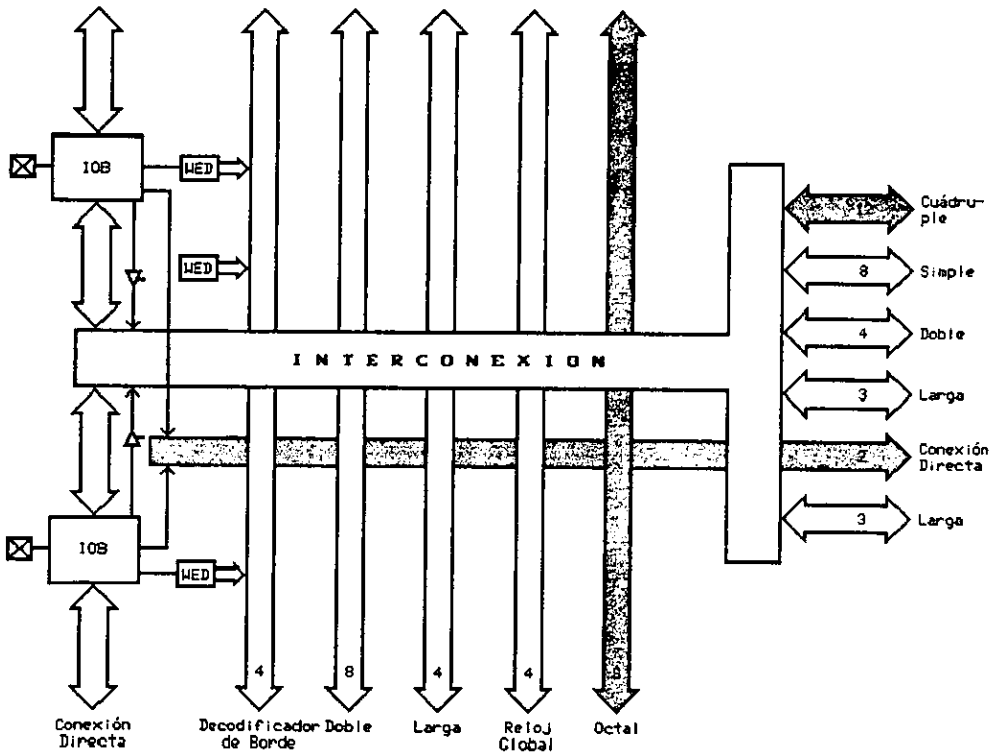 IOB
WED
Cuádru-
ple
8
Simple
WED
4
Doble
INTERCONEXION
3
Larga
2
Conexión
Directa
3
Larga
IOB
WED
4
8
4
4
Conexión
Directa
Decodificador
de Borde
Doble
Larga
Reloj
Global
Octal